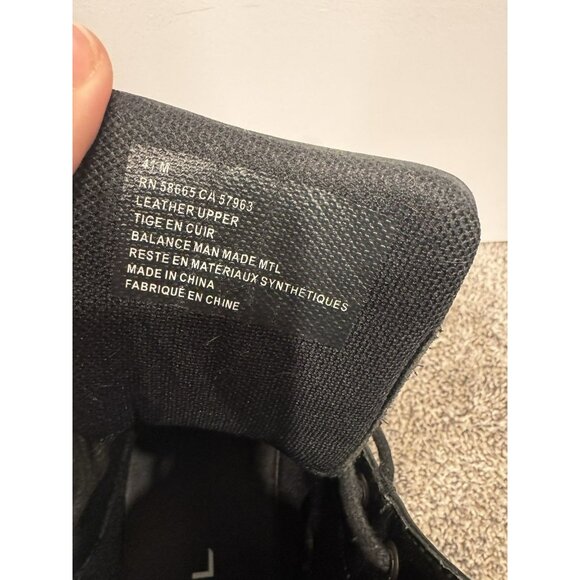 41 M
RN 58665 CA 57963
LEATHER UPPER
TIGE EN CUIR
BALANCE MAN MADE MTL
RESTE EN MATÉRIAUX SYNTHÉTIQUES
MADE IN CHINA
FABRIQUÉ EN CHINE
L